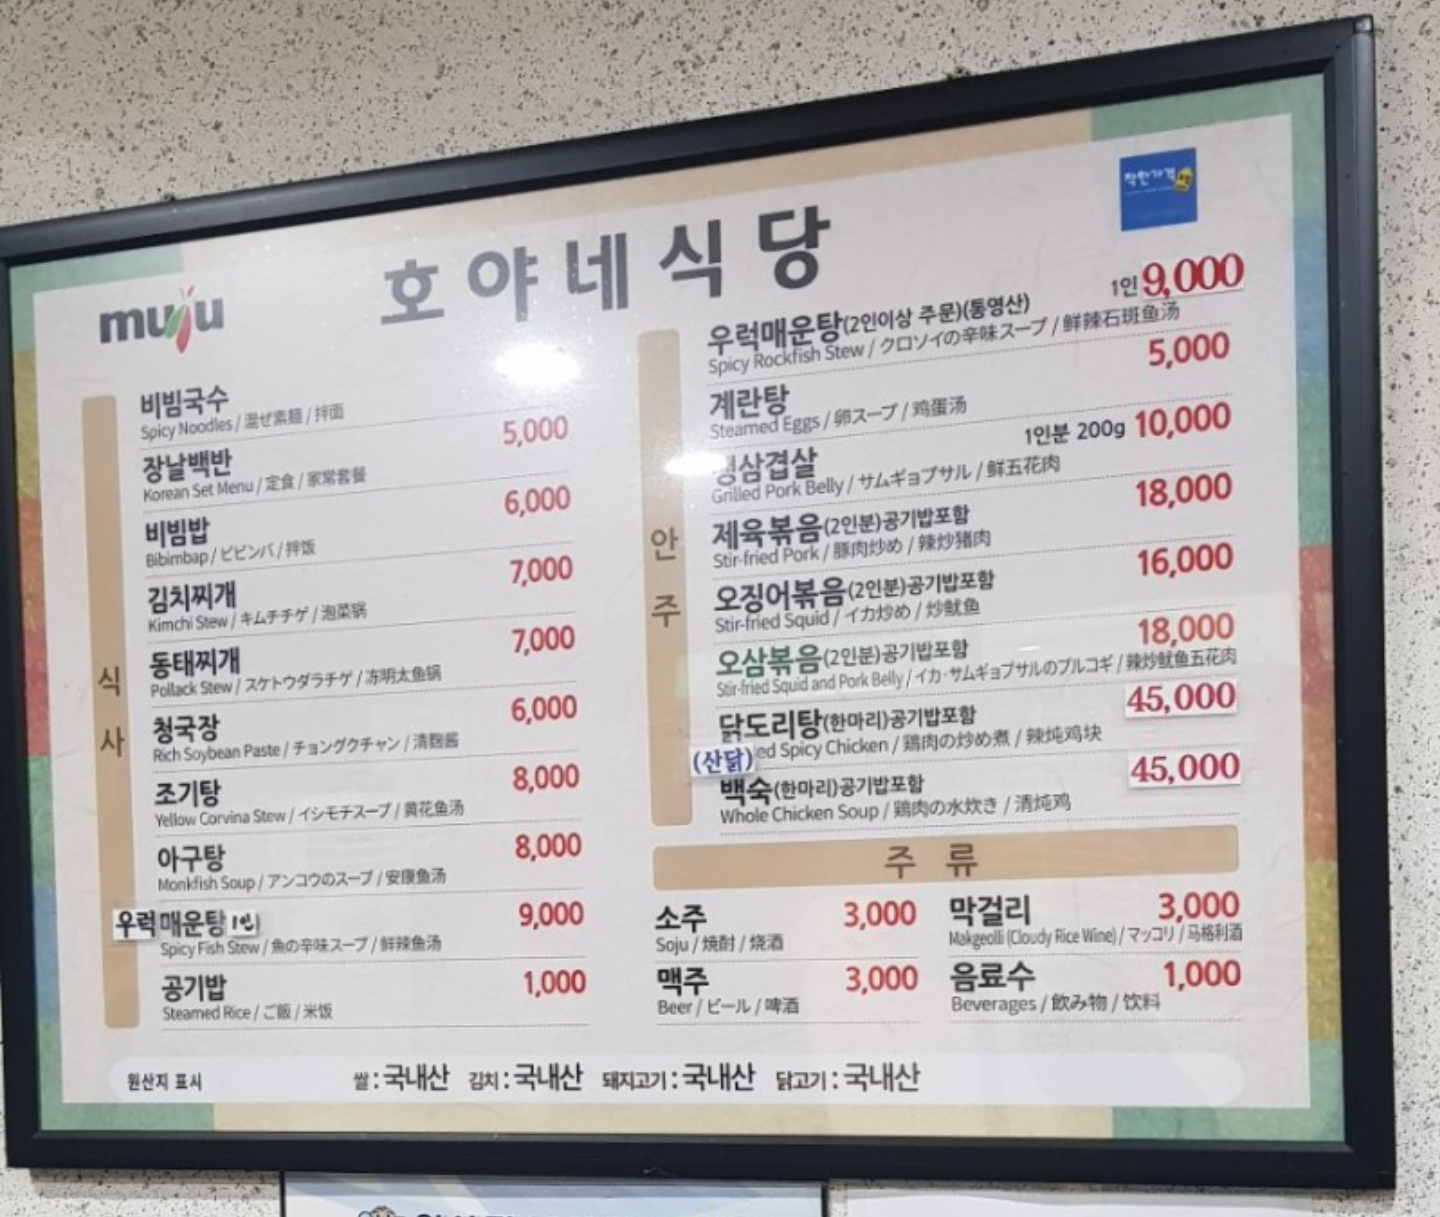 착한가격
muju
호야네식당
식사
비빔국수 5,000
Spicy Noodles / 混ぜ素麺 / 拌面
장날백반 6,000
Korean Set Menu / 定食 / 家常套餐
비빔밥 7,000
Bibimbap / ビビンバ / 拌饭
김치찌개 7,000
Kimchi Stew / キムチチゲ / 泡菜锅
동태찌개 6,000
Pollack Stew / スケトウダラチゲ / 冻明太鱼锅
청국장 8,000
Rich Soybean Paste / チョングクチャン / 清麴酱
조기탕 8,000
Yellow Corvina Stew / イシモチスープ / 黄花鱼汤
아구탕 9,000
Monkfish Soup / アンコウのスープ / 安康鱼汤
우럭매운탕 1인
Spicy Fish Stew / 魚の辛味スープ / 鲜辣鱼汤
공기밥 1,000
Steamed Rice / ご飯 / 米饭
안주
우럭매운탕(2인이상 주문)(통영산) 1인 9,000
Spicy Rockfish Stew / クロソイの辛味スープ / 鲜辣石斑鱼汤
계란탕 5,000
Steamed Eggs / 卵スープ / 鸡蛋汤
생삼겹살 1인분 200g 10,000
Grilled Pork Belly / サムギョプサル / 鲜五花肉
제육볶음(2인분)공기밥포함 18,000
Stir-fried Pork / 豚肉炒め / 辣炒猪肉
오징어볶음(2인분)공기밥포함 16,000
Stir-fried Squid / イカ炒め / 炒鱿鱼
오삼볶음(2인분)공기밥포함 18,000
Stir-fried Squid and Pork Belly / イカ·サムギョプサルのプルコギ / 辣炒鱿鱼五花肉
닭도리탕(한마리)공기밥포함 45,000
(산닭) Spicy Chicken / 鶏肉の炒め煮 / 辣炖鸡块
백숙(한마리)공기밥포함 45,000
Whole Chicken Soup / 鶏肉の水炊き / 清炖鸡
주류
소주 3,000
Soju / 焼酎 / 烧酒
막걸리 3,000
Makgeolli (Cloudy Rice Wine) / マッコリ / 马格利酒
맥주 3,000
Beer / ビール / 啤酒
음료수 1,000
Beverages / 飲み物 / 饮料
원산지 표시 쌀 : 국내산 김치 : 국내산 돼지고기 : 국내산 닭고기 : 국내산